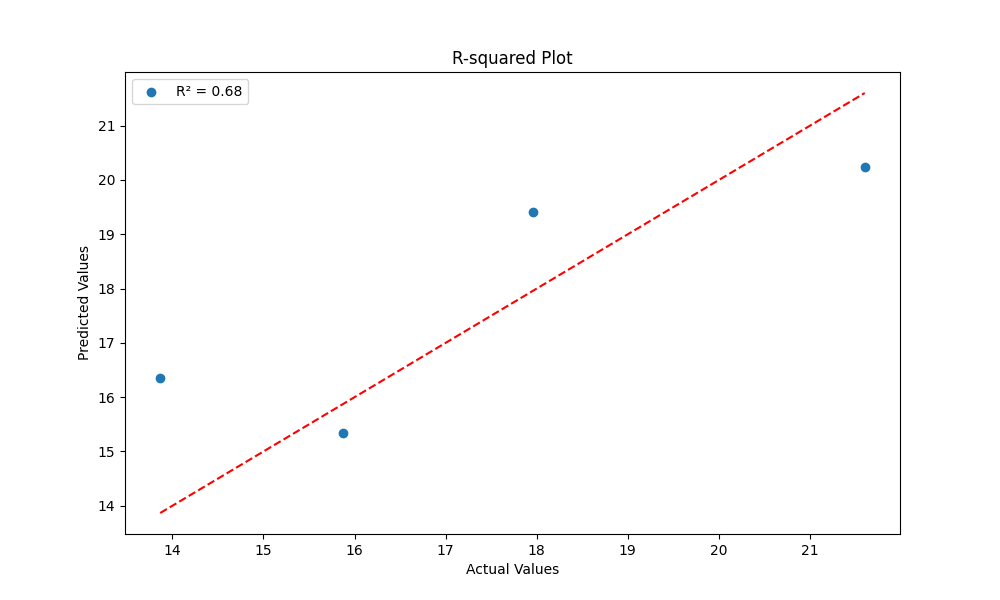 R-squared Plot
R² = 0.68
21
20
19
18
17
16
15
14
Predicted Values
14 15 16 17 18 19 20 21
Actual Values